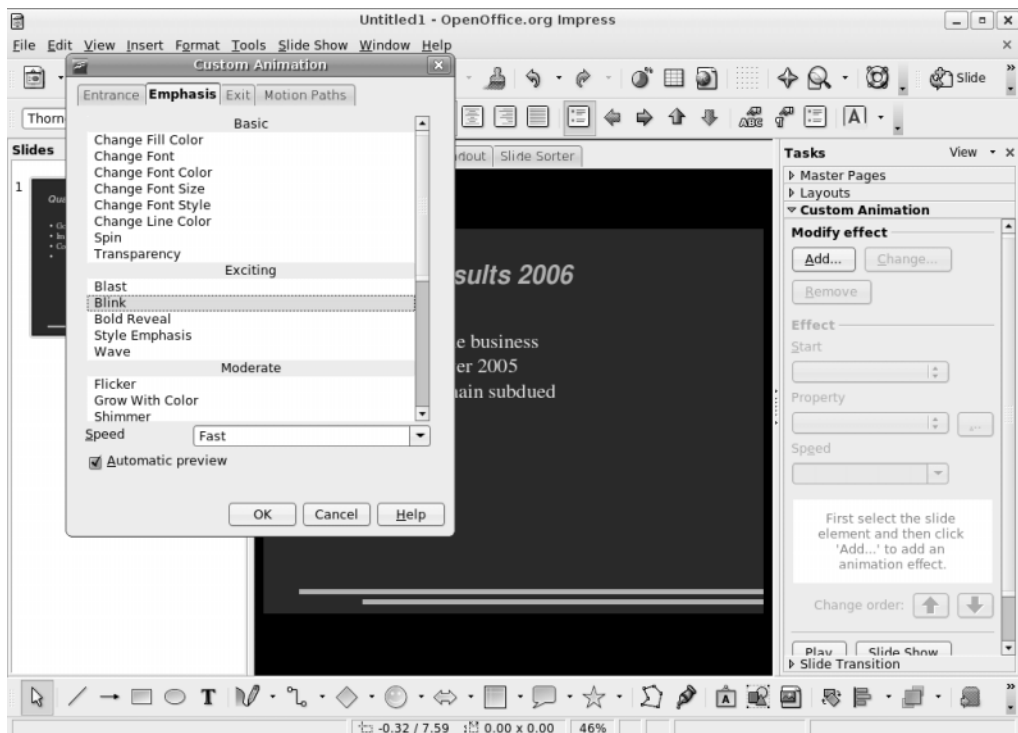 Untitled1 - OpenOffice.org Impress
File Edit View Insert Format Tools Slide Show Window Help
Custom Animation
Entrance Emphasis Exit Motion Paths
Basic
Change Fill Color
Change Font
Change Font Color
Change Font Size
Change Font Style
Change Line Color
Spin
Transparency
Exciting
Blast
Blink
Bold Reveal
Style Emphasis
Wave
Moderate
Flicker
Grow With Color
Shimmer
Speed Fast
Automatic preview
OK Cancel Help
Slide
Thorn
ABC
A
Slides
1
Qua
• Go
• In
• Co
•
dout Slide Sorter
sults 2006
e business
er 2005
ain subdued
Tasks View
Master Pages
Layouts
Custom Animation
Modify effect
Add... Change...
Remove
Effect
Start
Property
...
Speed
First select the slide
element and then click
'Add...' to add an
animation effect.
Change order:
Play Slide Show
Slide Transition
T
A
-0.32 / 7.59 0.00 x 0.00 46%